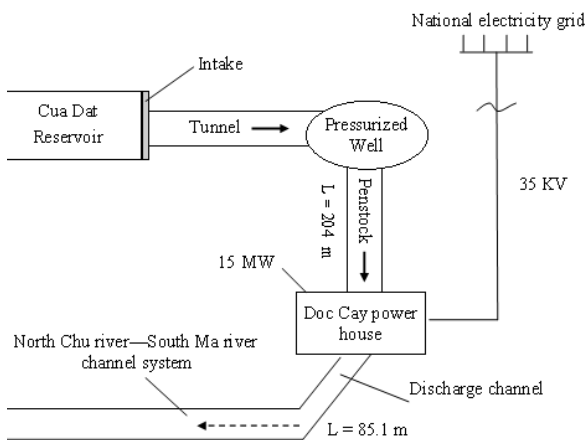 National electricity grid
Intake
Cua Dat
Reservoir
Tunnel
Pressurized
Well
35 KV
L = 204 m
Penstock
15 MW
Doc Cay power
house
North Chu river—South Ma river
channel system
Discharge channel
L = 85.1 m